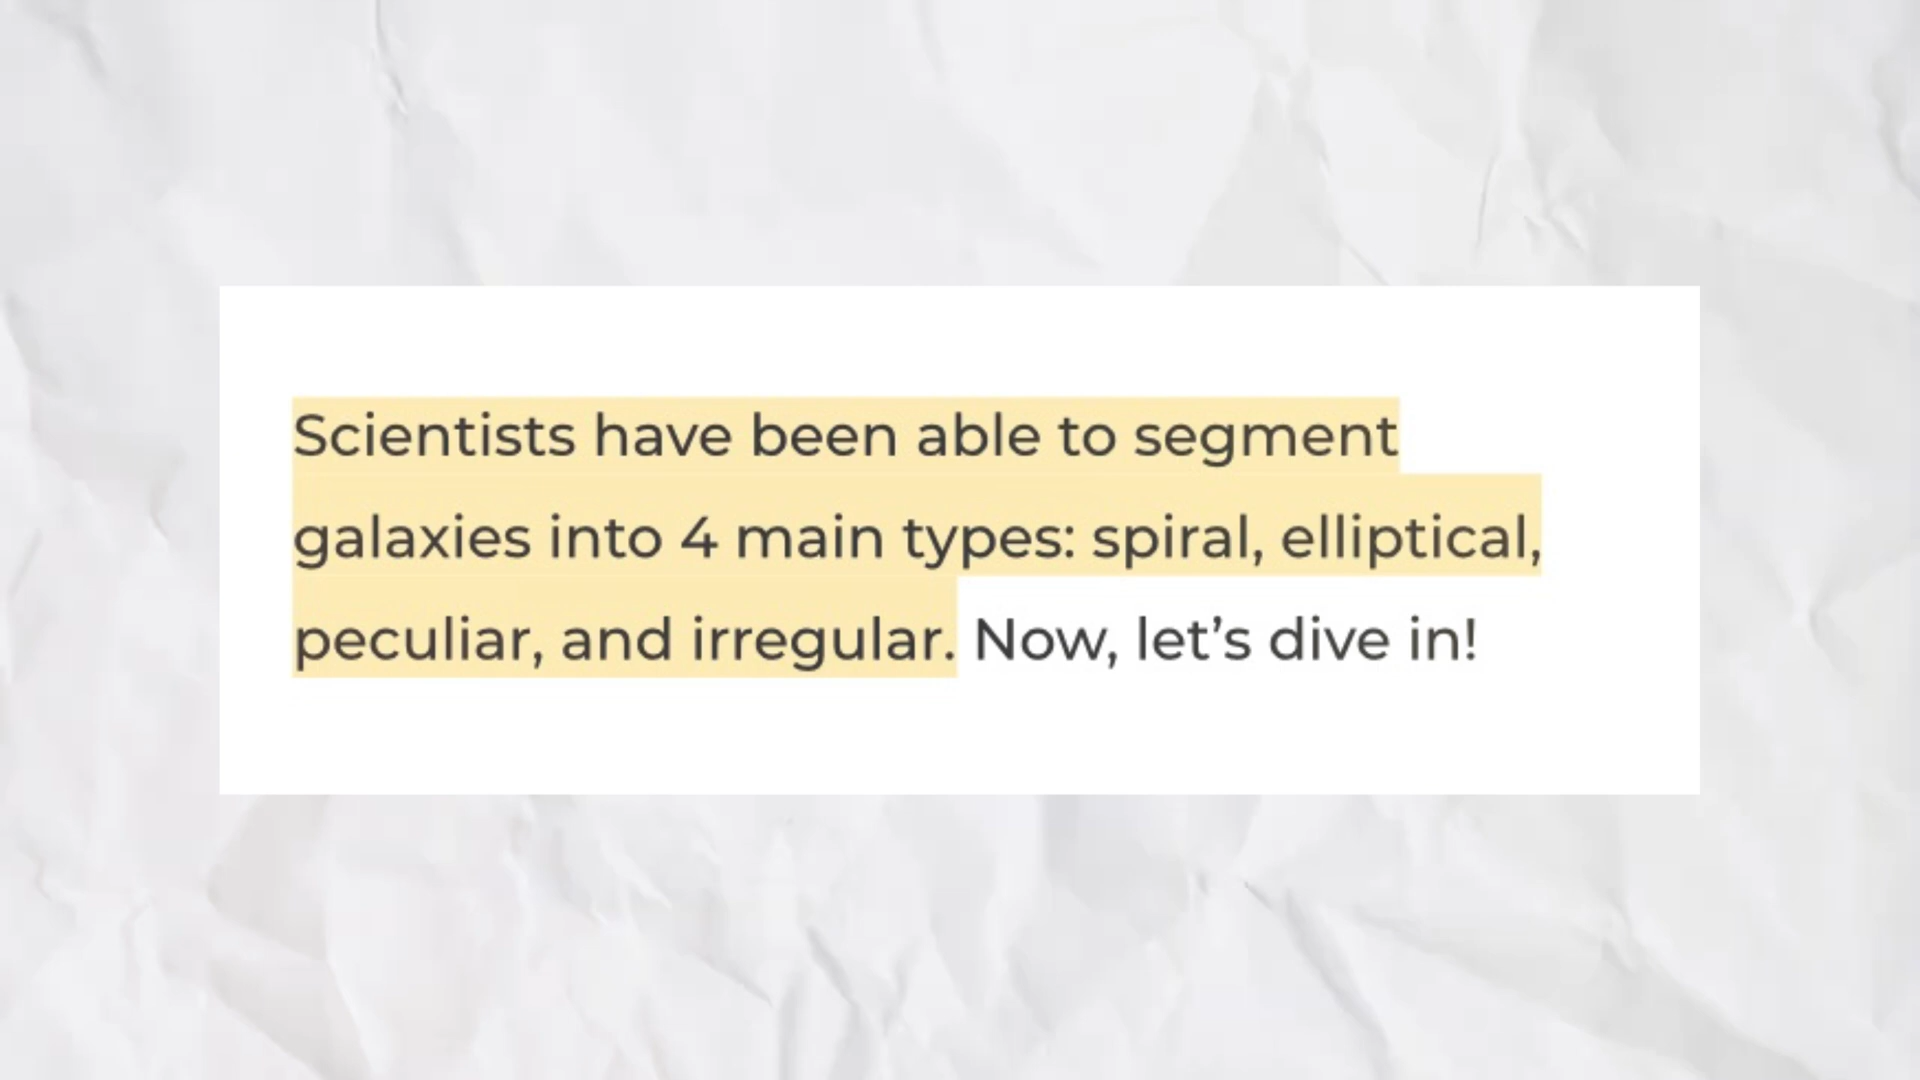 Scientists have been able to segment
galaxies into 4 main types: spiral, elliptical,
peculiar, and irregular. Now, let’s dive in!